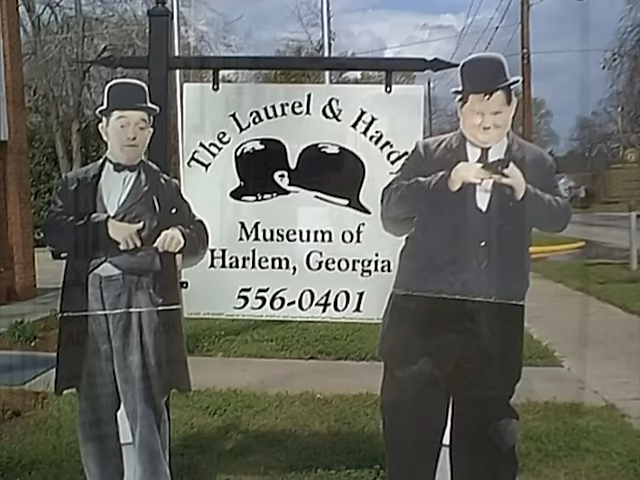 The Laurel & Hardy
Museum of
Harlem, Georgia
556-0401